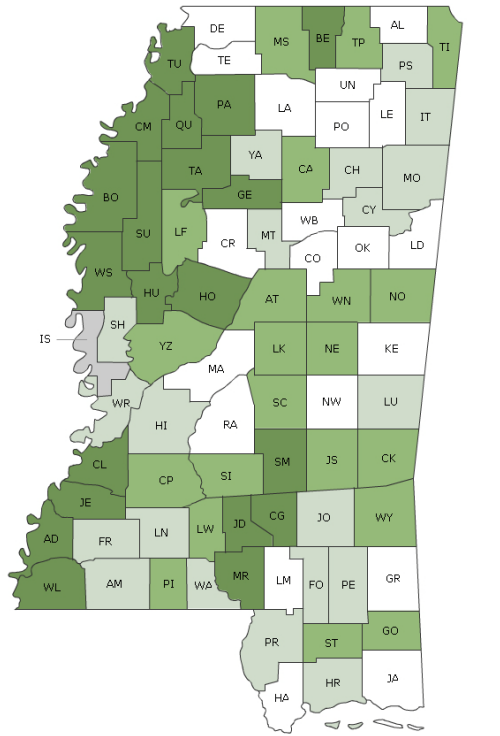 DE
MS
BE
TP
AL
TI
TU
TE
PS
PA
UN
LA
LE
IT
CM
QU
PO
YA
TA
CA
CH
MO
BO
GE
CY
SU
LF
CR
MT
WB
OK
LD
WS
CO
HU
HO
AT
WN
NO
SH
IS
YZ
LK
NE
KE
MA
WR
SC
NW
LU
HI
RA
CL
SM
JS
CK
CP
SI
JE
LW
JD
CG
JO
WY
AD
FR
LN
WL
AM
PI
WA
MR
LM
FO
PE
GR
PR
ST
GO
HA
HR
JA